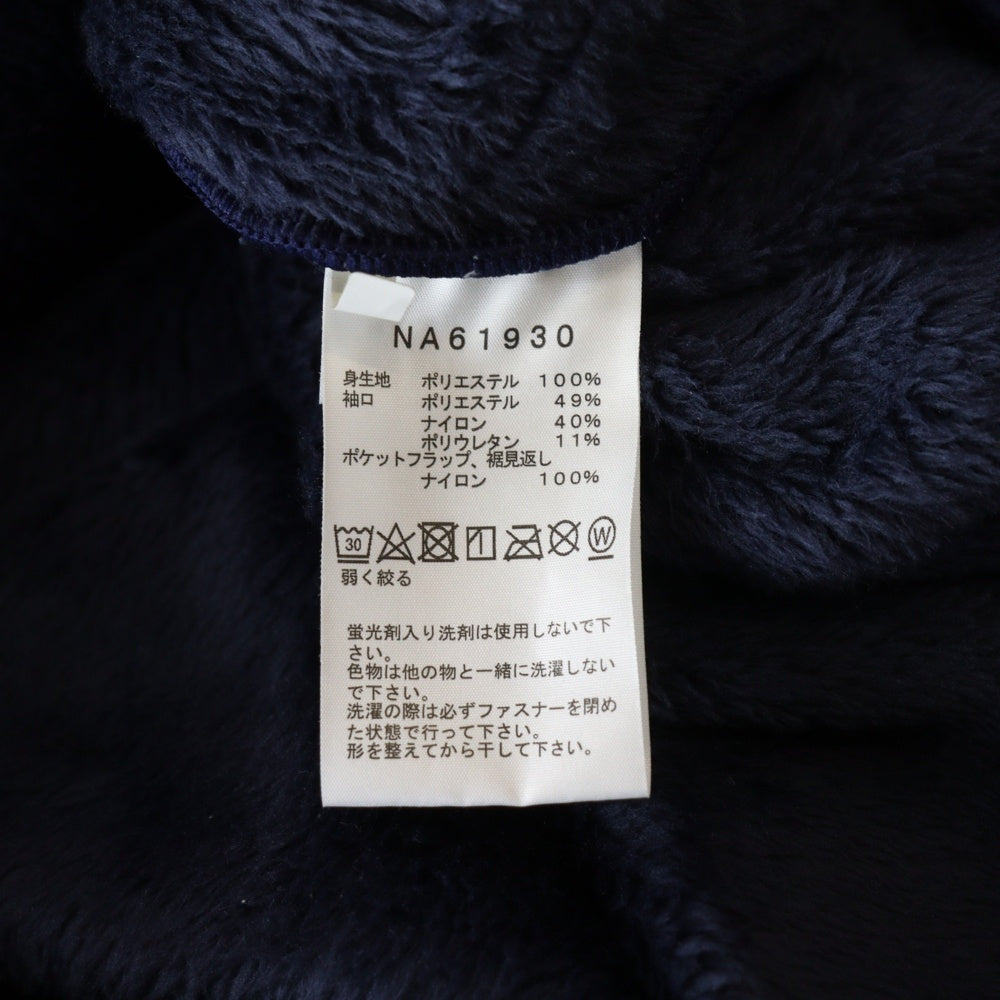 NA61930
身生地 ポリエステル 100%
袖口 ポリエステル 49%
ナイロン 40%
ポリウレタン 11%
ポケットフラップ、裾見返し
ナイロン 100%
30 W
弱く絞る
蛍光剤入り洗剤は使用しないで下
さい。
色物は他の物と一緒に洗濯しない
で下さい。
洗濯の際は必ずファスナーを閉め
た状態で行って下さい。
形を整えてから干して下さい。